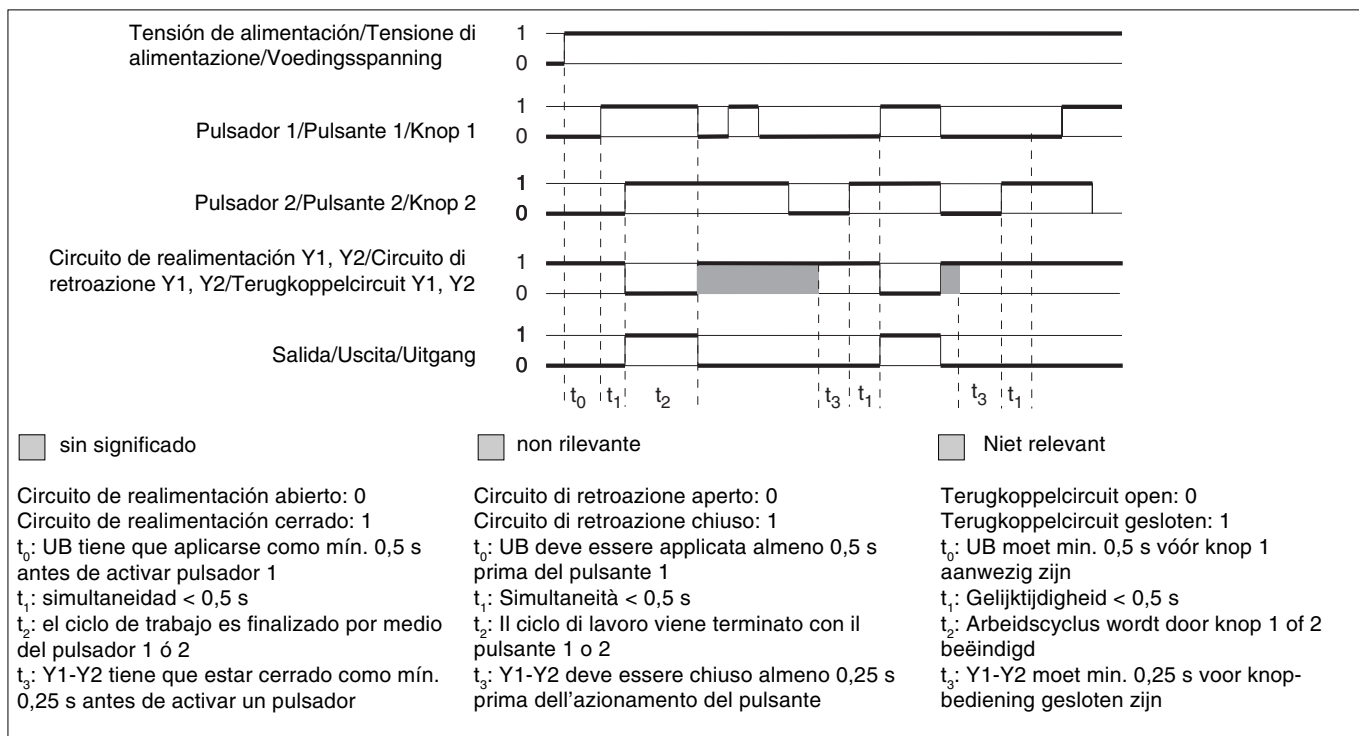 Tensión de alimentación/Tensione di
alimentazione/Voedingsspanning
1
0
Pulsador 1/Pulsante 1/Knop 1
1
0
Pulsador 2/Pulsante 2/Knop 2
1
0
Circuito de realimentación Y1, Y2/Circuito di
retroazione Y1, Y2/Terugkoppelcircuit Y1, Y2
1
0
Salida/Uscita/Uitgang
1
0
t0 t1 t2 t3 t1 t3 t1
sin significado
Circuito de realimentación abierto: 0
Circuito de realimentación cerrado: 1
t0: UB tiene que aplicarse como mín. 0,5 s
antes de activar pulsador 1
t1: simultaneidad < 0,5 s
t2: el ciclo de trabajo es finalizado por medio
del pulsador 1 ó 2
t3: Y1-Y2 tiene que estar cerrado como mín.
0,25 s antes de activar un pulsador
non rilevante
Circuito di retroazione aperto: 0
Circuito di retroazione chiuso: 1
t0: UB deve essere applicata almeno 0,5 s
prima del pulsante 1
t1: Simultaneità < 0,5 s
t2: Il ciclo di lavoro viene terminato con il
pulsante 1 o 2
t3: Y1-Y2 deve essere chiuso almeno 0,25 s
prima dell'azionamento del pulsante
Niet relevant
Terugkoppelcircuit open: 0
Terugkoppelcircuit gesloten: 1
t0: UB moet min. 0,5 s vóór knop 1
aanwezig zijn
t1: Gelijktijdigheid < 0,5 s
t2: Arbeidscyclus wordt door knop 1 of 2
beëindigd
t3: Y1-Y2 moet min. 0,25 s voor knop-
bediening gesloten zijn